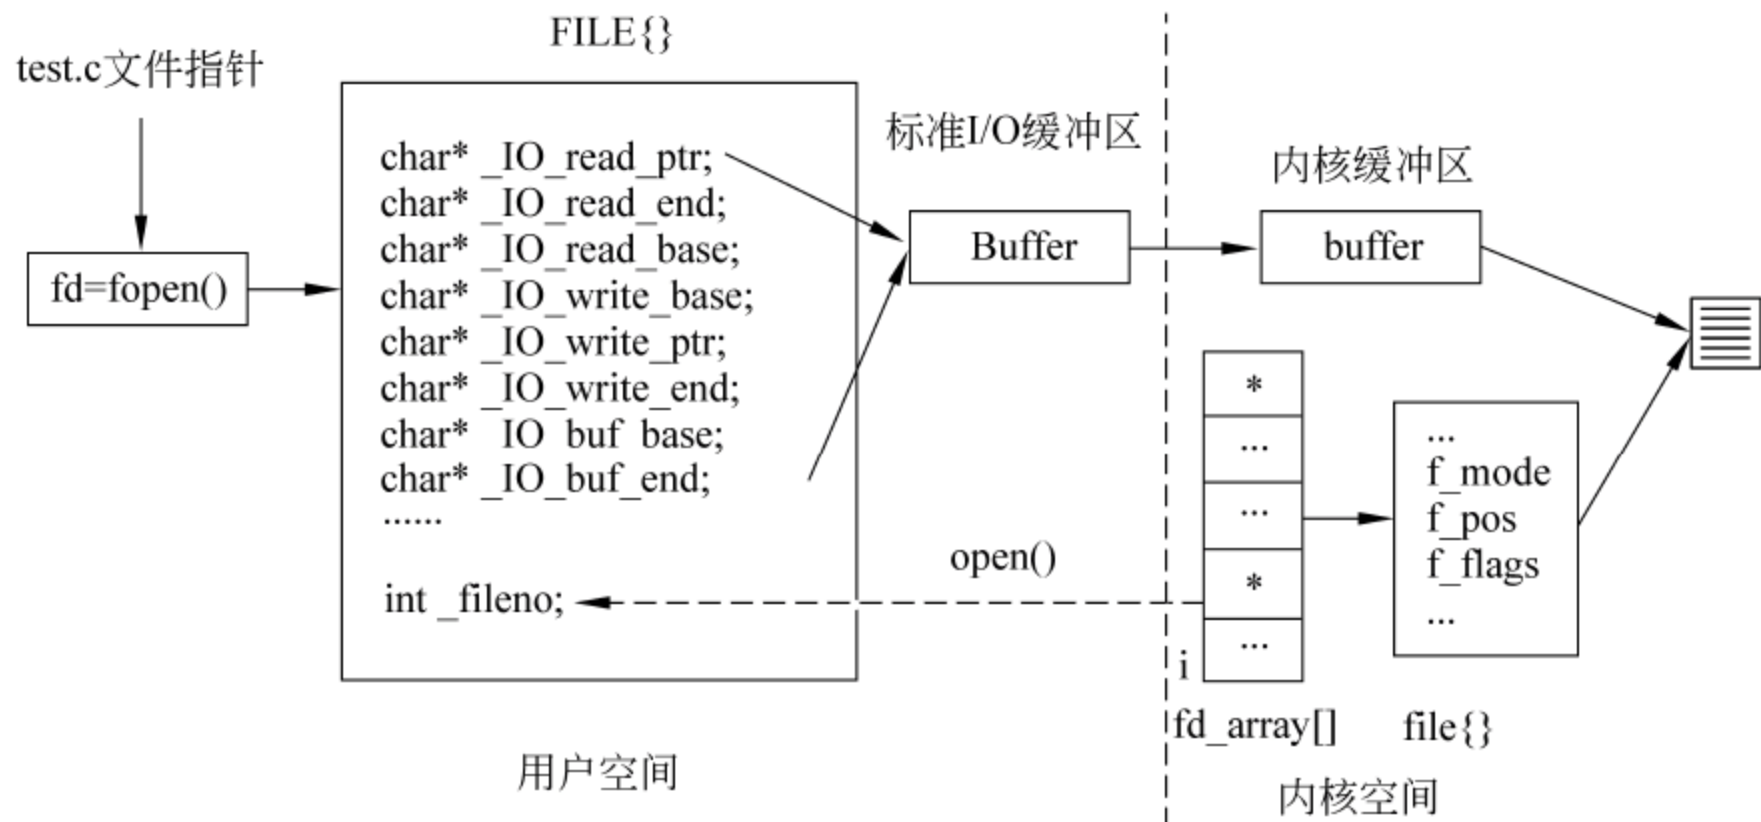 FILE{}
test.c文件指针
fd=fopen()
char* _IO_read_ptr;
char* _IO_read_end;
char* _IO_read_base;
char* _IO_write_base;
char* _IO_write_ptr;
char* _IO_write_end;
char* _IO_buf_base;
char* _IO_buf_end;
······
int _fileno;
标准I/O缓冲区
Buffer
内核缓冲区
buffer
open()
*
...
...
*
...
i
fd_array[]
...
f_mode
f_pos
f_flags
...
file{}
用户空间
内核空间